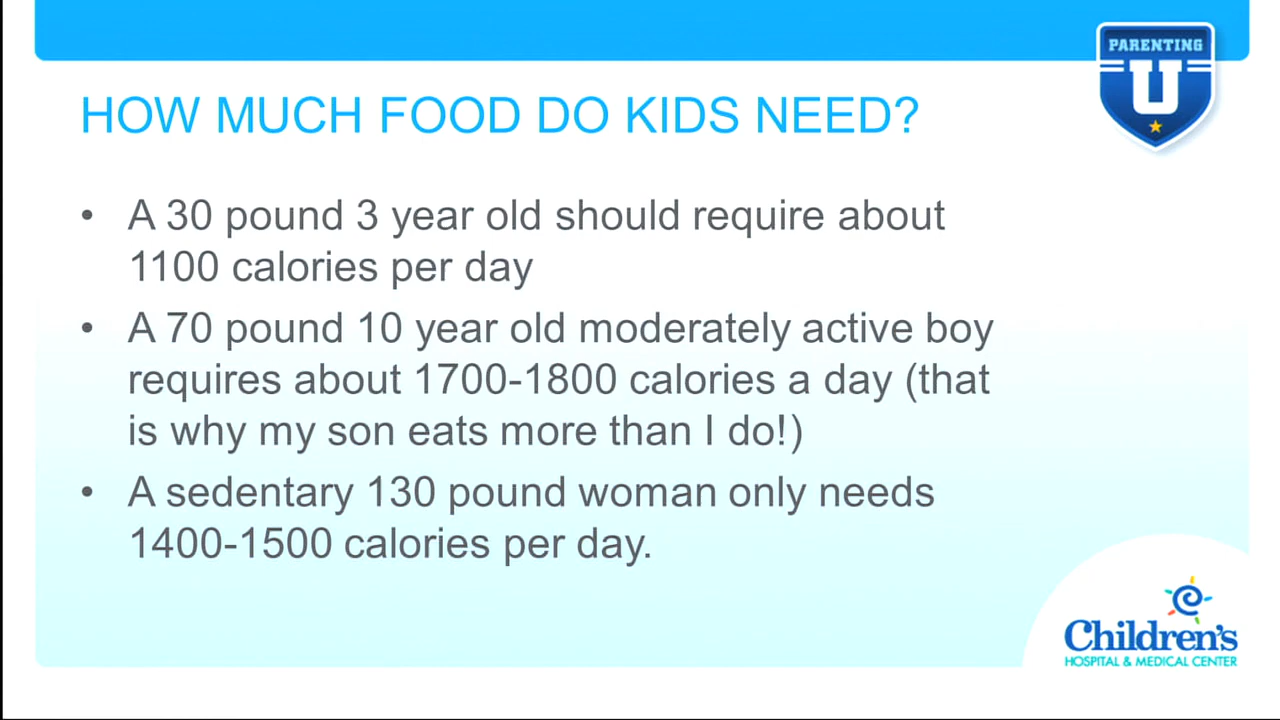 PARENTING
U
HOW MUCH FOOD DO KIDS NEED?
• A 30 pound 3 year old should require about
1100 calories per day
• A 70 pound 10 year old moderately active boy
requires about 1700-1800 calories a day (that
is why my son eats more than I do!)
• A sedentary 130 pound woman only needs
1400-1500 calories per day.
Children's
HOSPITAL & MEDICAL CENTER